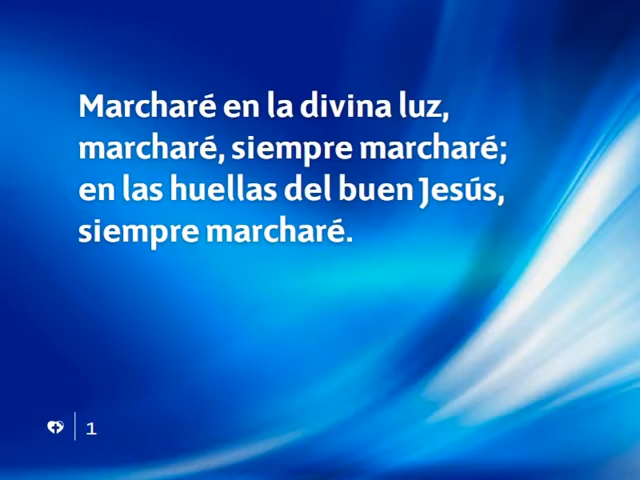 Marcharé en la divina luz,
marcharé, siempre marcharé;
en las huellas del buen Jesús,
siempre marcharé.
1